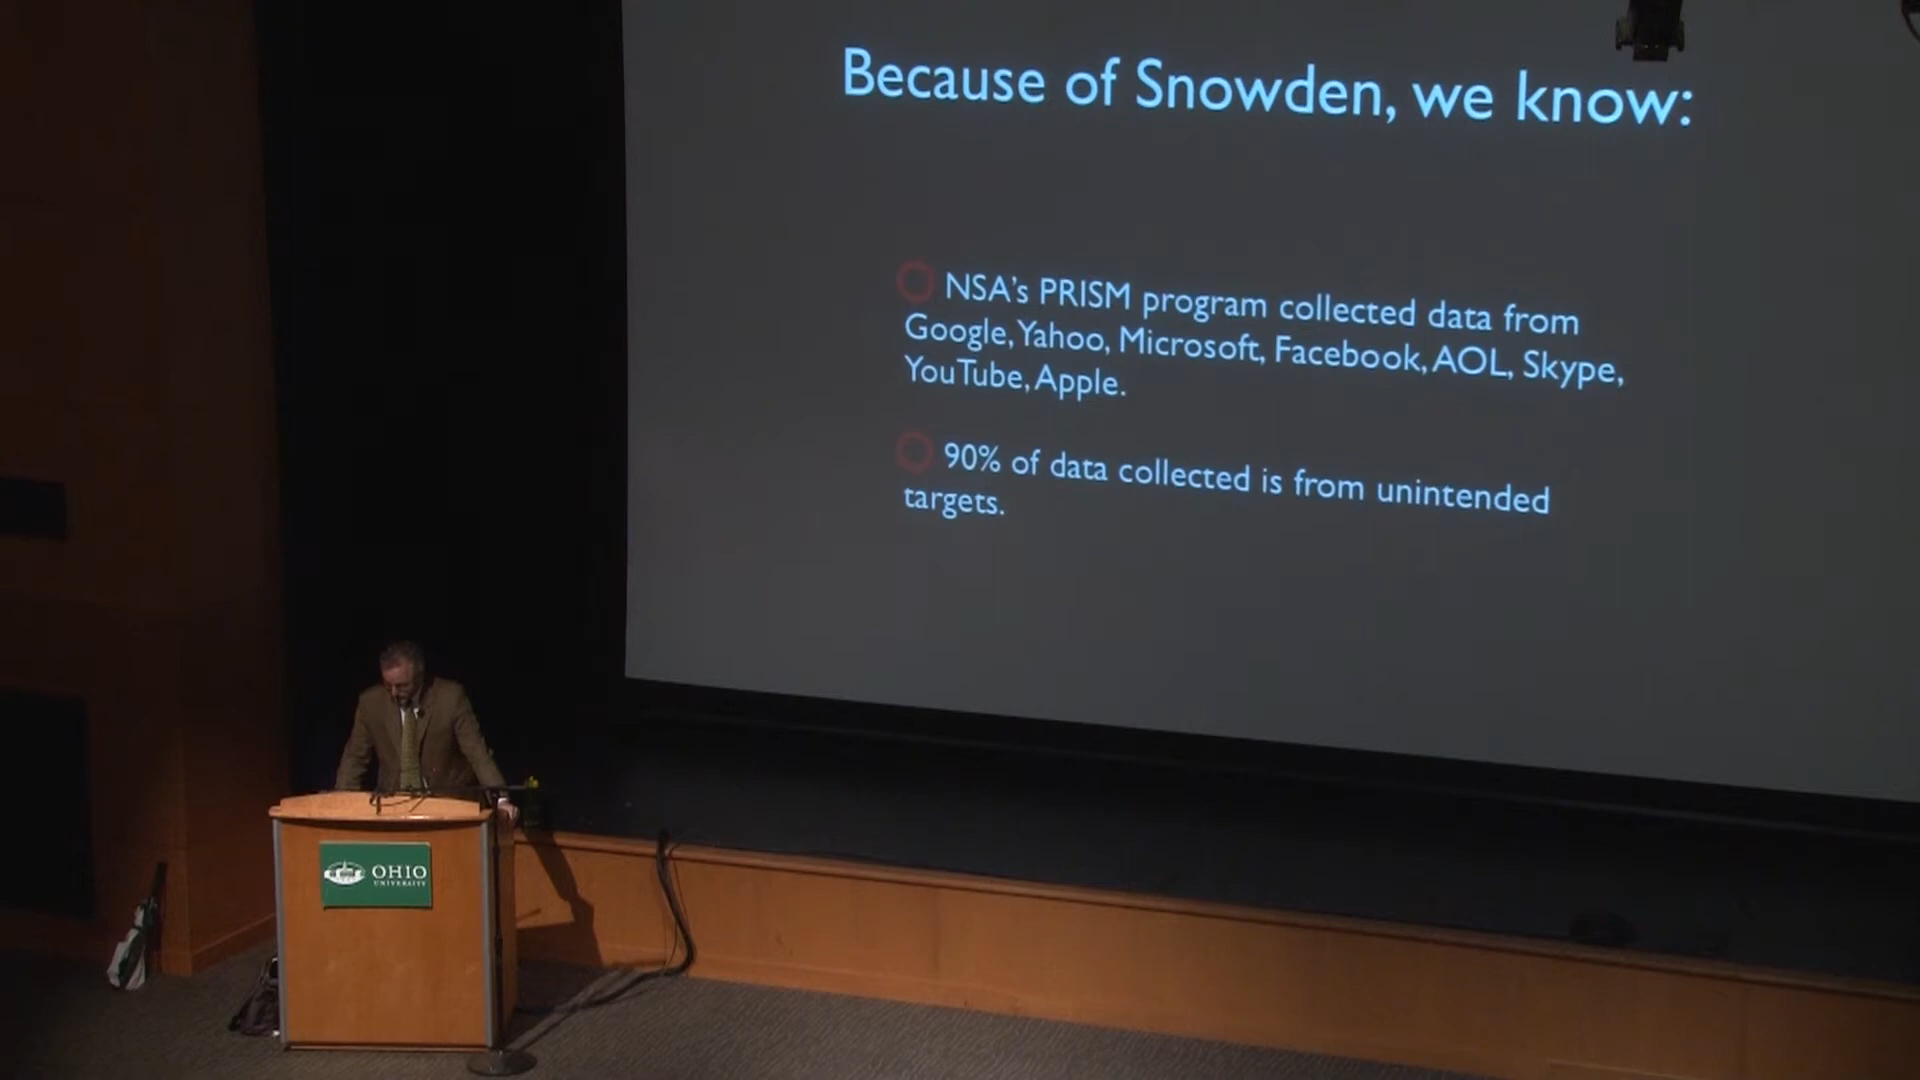 Because of Snowden, we know:
NSA's PRISM program collected data from
Google, Yahoo, Microsoft, Facebook, AOL, Skype,
YouTube, Apple.
90% of data collected is from unintended
targets.
OHIO
UNIVERSITY